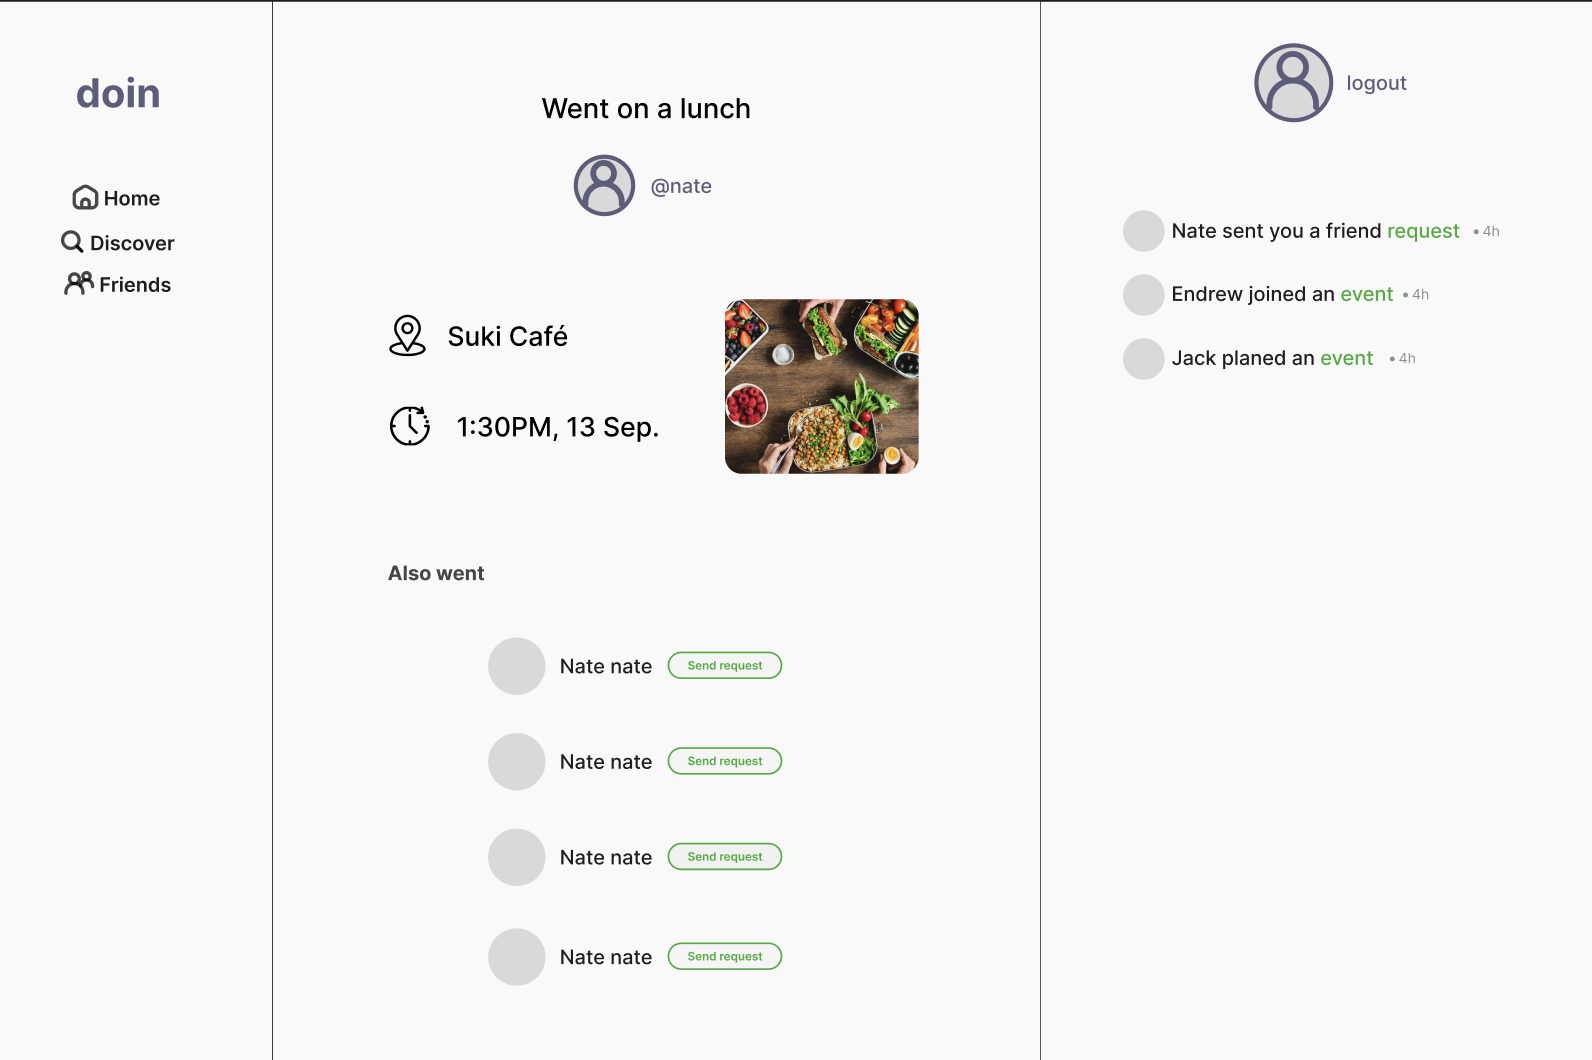 doin
Home
Discover
Friends
Went on a lunch
@nate
Suki Café
1:30PM, 13 Sep.
Also went
Nate nate Send request
Nate nate Send request
Nate nate Send request
Nate nate Send request
logout
Nate sent you a friend request • 4h
Endrew joined an event • 4h
Jack planed an event • 4h